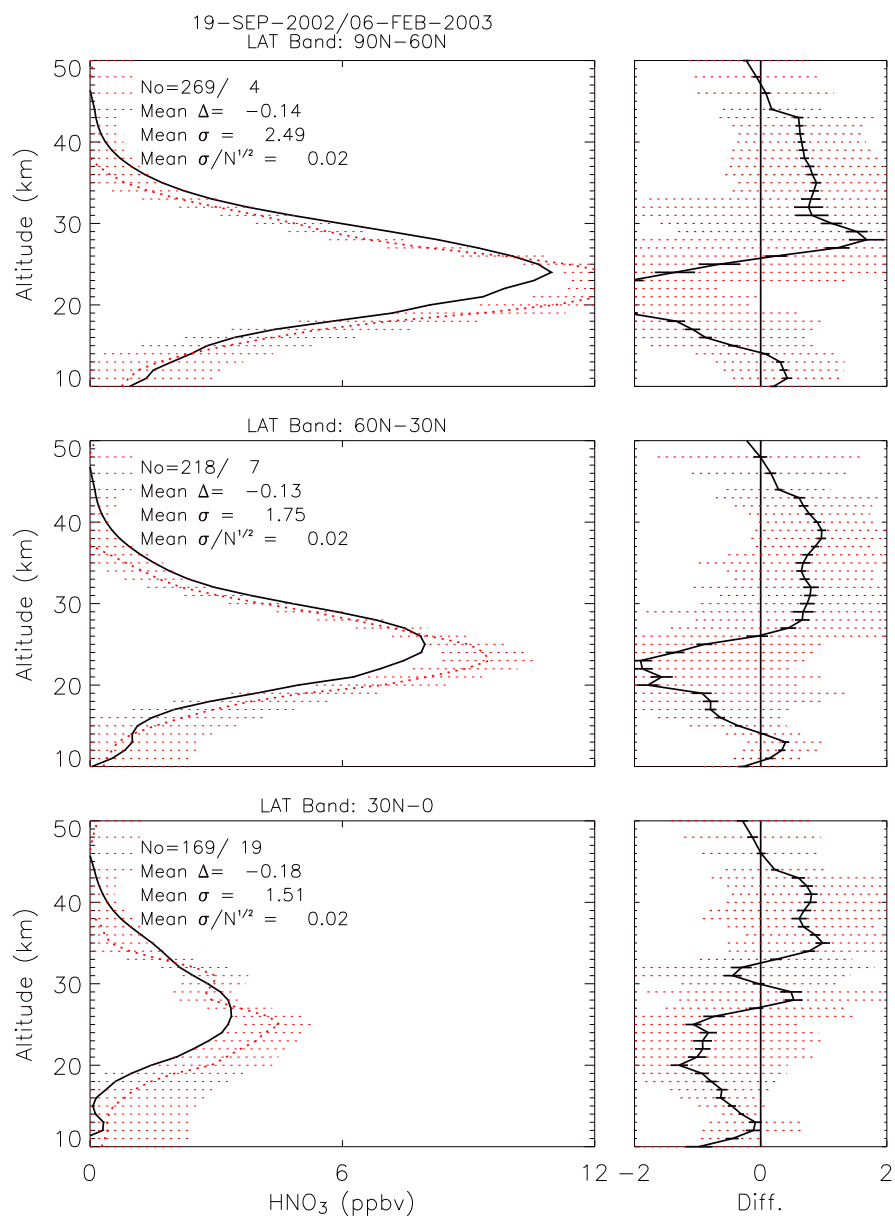 19-SEP-2002/06-FEB-2003
LAT Band: 90N-60N
No=269/ 4
Mean Δ= -0.14
Mean σ = 2.49
Mean σ/N^1/2 = 0.02
Altitude (km)
50
40
30
20
10
LAT Band: 60N-30N
No=218/ 7
Mean Δ= -0.13
Mean σ = 1.75
Mean σ/N^1/2 = 0.02
Altitude (km)
50
40
30
20
10
LAT Band: 30N-0
No=169/ 19
Mean Δ= -0.18
Mean σ = 1.51
Mean σ/N^1/2 = 0.02
Altitude (km)
50
40
30
20
10
0 6 12 -2 0 2
HNO₃ (ppbv) Diff.